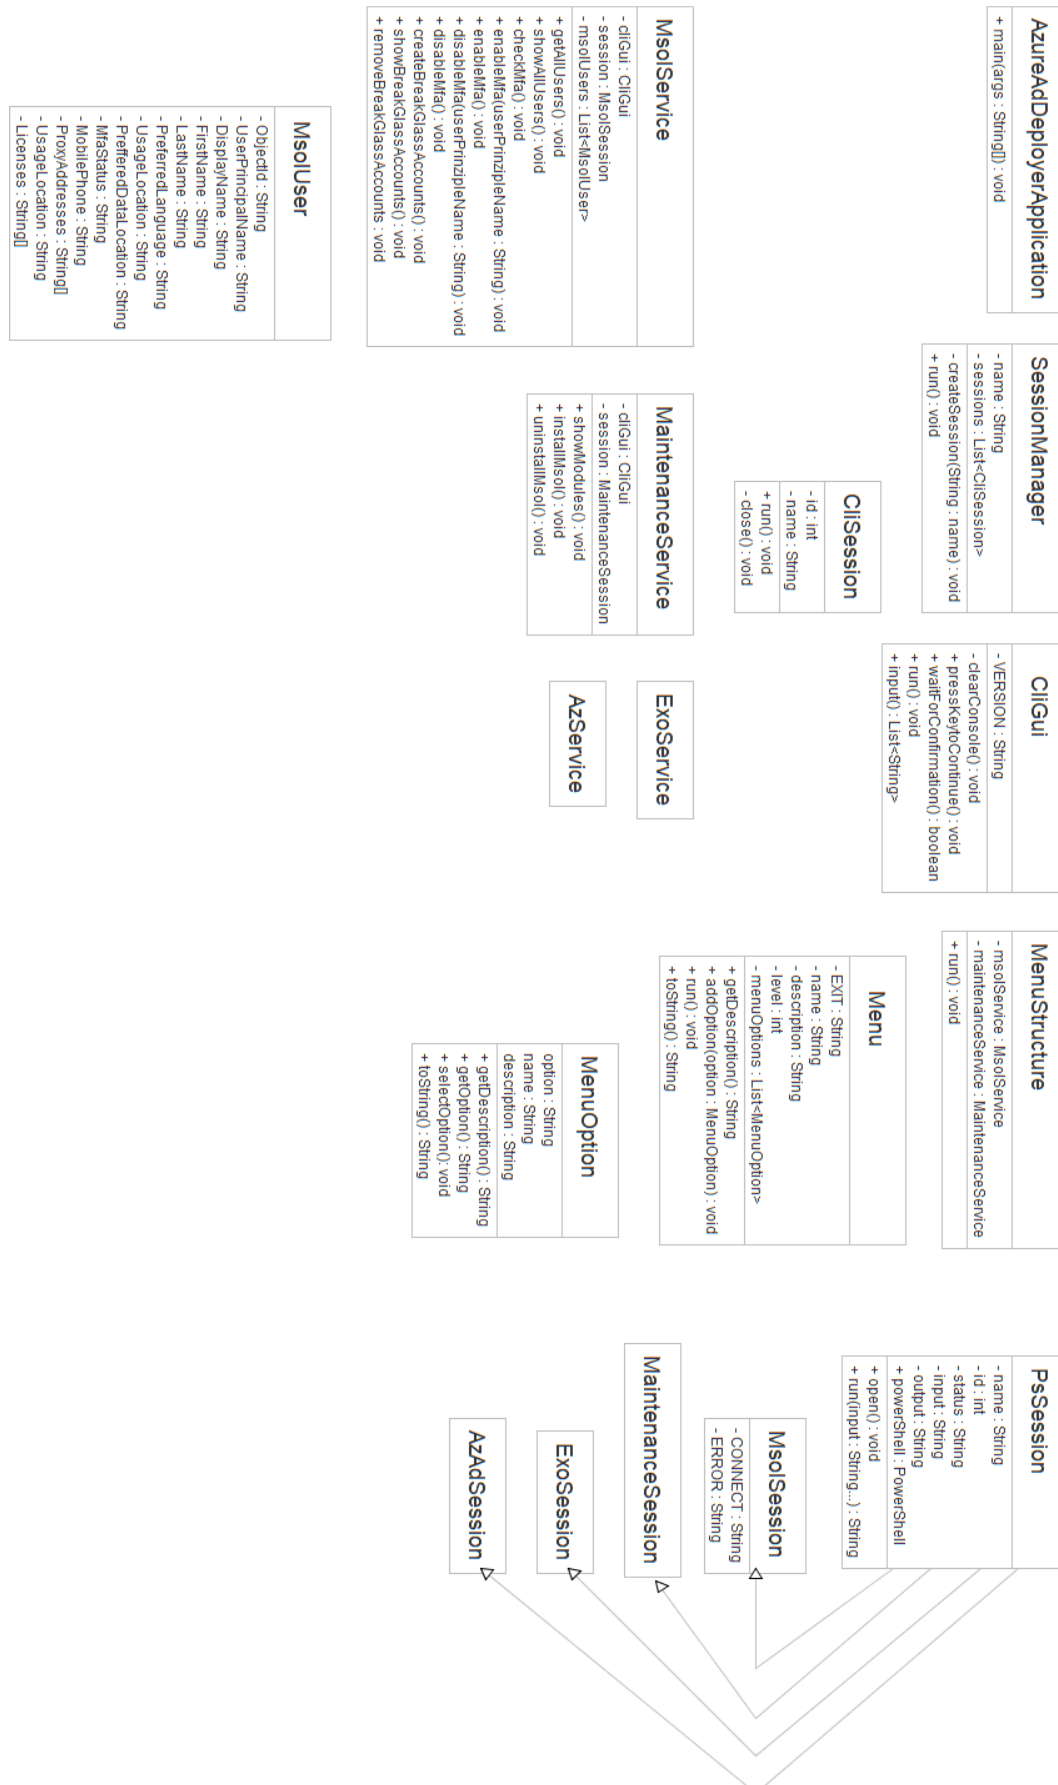 AzureAdDeployerApplication
+ main(args : String[]) : void
SessionManager
- name : String
- sessions : List<CliSession>
- createSession(String : name) : void
+ run() : void
CliGui
- VERSION : String
- clearConsole() : void
+ pressKeytoContinue() : void
+ waitForConfirmation() : boolean
+ run() : void
+ input() : List<String>
MenuStructure
- msolService : MsolService
- maintenanceService : MaintenanceService
+ run() : void
PsSession
- name : String
- id : int
- status : String
- input : String
- output : String
+ powerShell : PowerShell
+ open() : void
+ run(input : String...) : String
CliSession
- id : int
- name : String
+ run() : void
- close() : void
Menu
- EXIT : String
- name : String
- description : String
- level : int
- menuOptions : List<MenuOption>
+ getDescription() : String
+ addOption(option : MenuOption) : void
+ run() : void
+ toString() : String
MsolSession
- CONNECT : String
- ERROR : String
MsolService
- cliGui : CliGui
- session : MsolSession
- msolUsers : List<MsolUser>
+ getAllUsers() : void
+ showAllUsers() : void
+ checkMfa() : void
+ enableMfa(userPrinzipleName : String) : void
+ enableMfa() : void
+ disableMfa(userPrinzipleName : String) : void
+ disableMfa() : void
+ createBreakGlassAccounts() : void
+ showBreakGlassAccounts() : void
+ removeBreakGlassAccounts : void
MaintenanceService
- cliGui : CliGui
- session : MaintenanceSession
+ showModules() : void
+ installMsol() : void
+ uninstallMsol() : void
ExoService
AzService
MaintenanceSession
MenuOption
option : String
name : String
description : String
+ getDescription() : String
+ getOption() : String
+ selectOption(): void
+ toString() : String
ExoSession
AzAdSession
MsolUser
- ObjectId : String
- UserPrincipalName : String
- DisplayName : String
- FirstName : String
- LastName : String
- PreferredLanguage : String
- UsageLocation : String
- PrefferedDataLocation : String
- MfaStatus : String
- MobilePhone : String
- ProxyAddresses : String[]
- UsageLocation : String
- Licenses : String[]